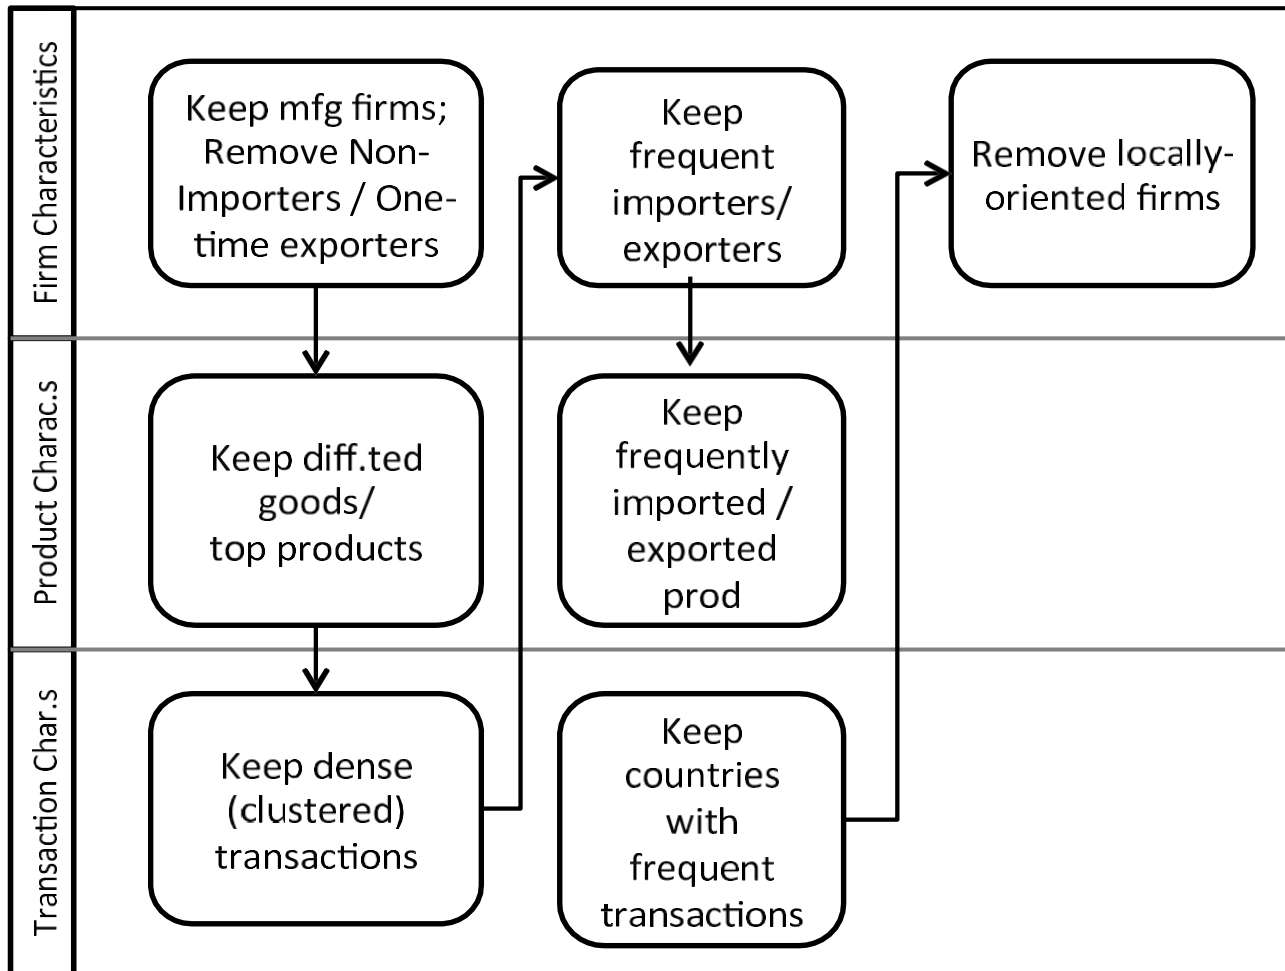 Firm Characteristics
Keep mfg firms;
Remove Non-
Importers / One-
time exporters
Keep
frequent
importers/
exporters
Remove locally-
oriented firms
Product Charac.s
Keep diff.ted
goods/
top products
Keep
frequently
imported /
exported
prod
Transaction Char.s
Keep dense
(clustered)
transactions
Keep
countries
with
frequent
transactions